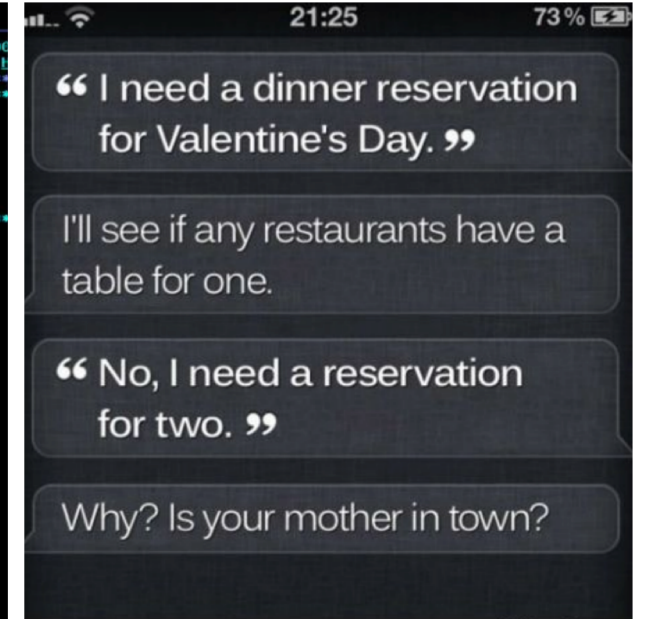 21:25
73%
“ I need a dinner reservation
for Valentine's Day. ”
I'll see if any restaurants have a
table for one.
“ No, I need a reservation
for two. ”
Why? Is your mother in town?